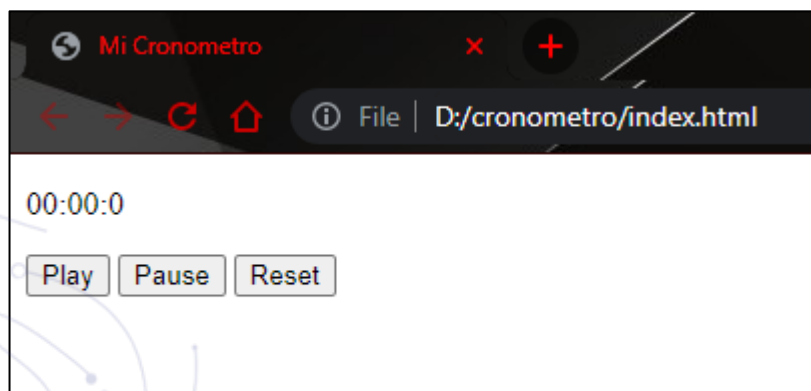 Mi Cronometro
File D:/cronometro/index.html
00:00:0
Play Pause Reset